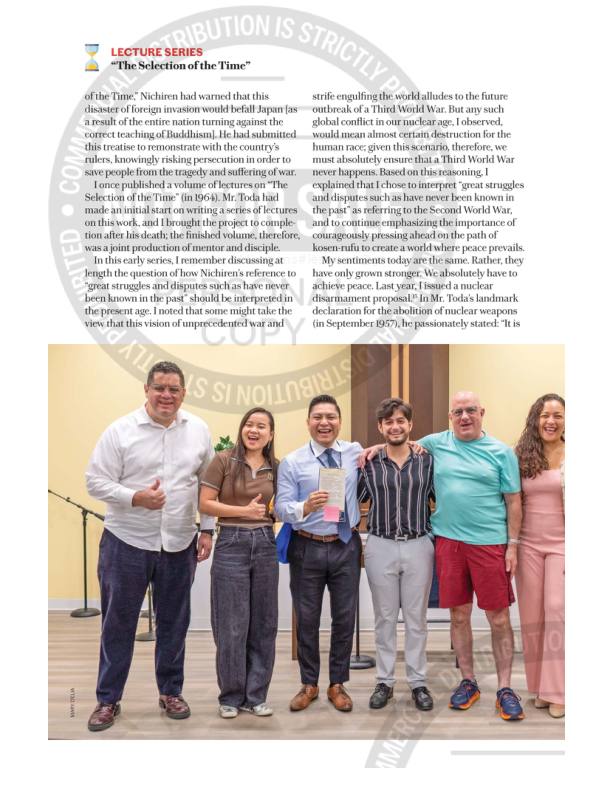 LECTURE SERIES
“The Selection of the Time”
of the Time,” Nichiren had warned that this
disaster of foreign invasion would befall Japan [as
a result of the entire nation turning against the
correct teaching of Buddhism]. He had submitted
this treatise to remonstrate with the country’s
rulers, knowingly risking persecution in order to
save people from the tragedy and suffering of war.
I once published a volume of lectures on “The
Selection of the Time” (in 1964). Mr. Toda had
made an initial start on writing a series of lectures
on this work, and I brought the project to comple-
tion after his death; the finished volume, therefore,
was a joint production of mentor and disciple.
In this early series, I remember discussing at
length the question of how Nichiren’s reference to
“great struggles and disputes such as have never
been known in the past” should be interpreted in
the present age. I noted that some might take the
view that this vision of unprecedented war and
strife engulfing the world alludes to the future
outbreak of a Third World War. But any such
global conflict in our nuclear age, I observed,
would mean almost certain destruction for the
human race; given this scenario, therefore, we
must absolutely ensure that a Third World War
never happens. Based on this reasoning, I
explained that I chose to interpret “great struggles
and disputes such as have never been known in
the past” as referring to the Second World War,
and to continue emphasizing the importance of
courageously pressing ahead on the path of
kosen-rufu to create a world where peace prevails.
My sentiments today are the same. Rather, they
have only grown stronger. We absolutely have to
achieve peace. Last year, I issued a nuclear
disarmament proposal.¹⁵ In Mr. Toda’s landmark
declaration for the abolition of nuclear weapons
(in September 1957), he passionately stated: “It is
PERSONAL
COPY